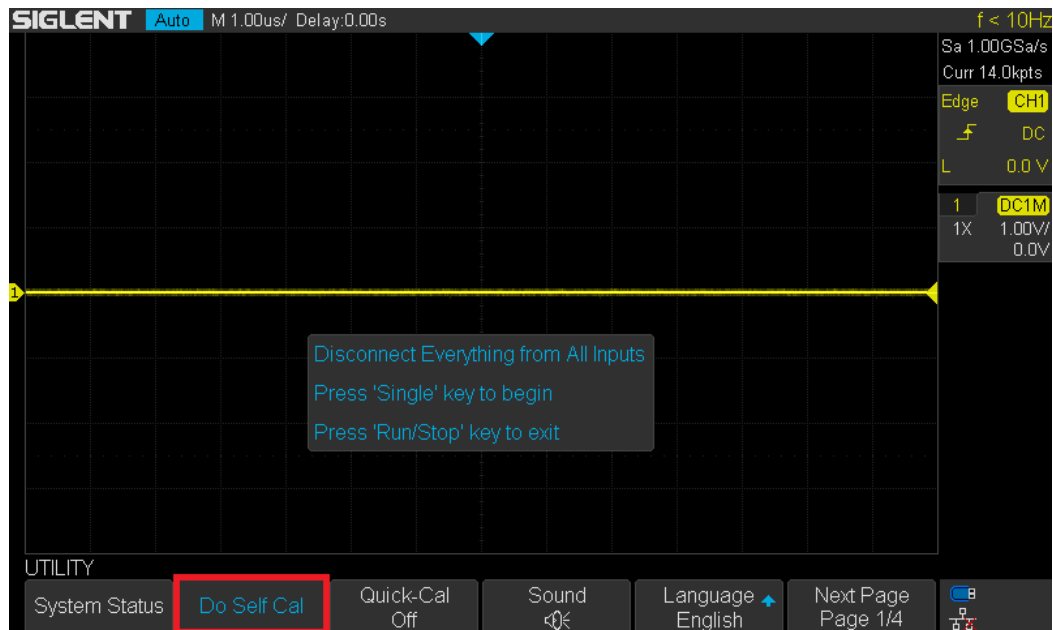 SIGLENT Auto M 1.00us/ Delay:0.00s f < 10Hz
Sa 1.00GSa/s
Curr 14.0kpts
Edge CH1
DC
L 0.0 V
1 DC1M
1X 1.00V/
0.0V
1
Disconnect Everything from All Inputs
Press 'Single' key to begin
Press 'Run/Stop' key to exit
UTILITY
System Status
Do Self Cal
Quick-Cal
Off
Sound
Language
English
Next Page
Page 1/4